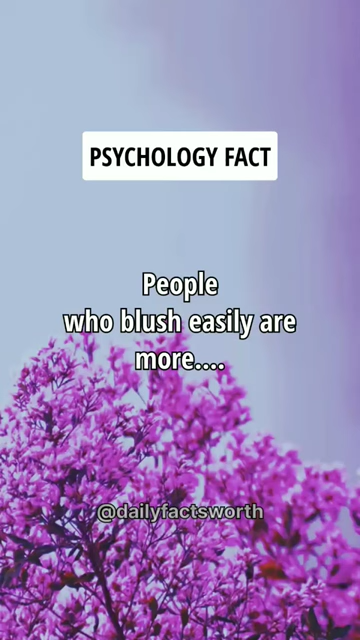 PSYCHOLOGY FACT
People
who blush easily are
more....
@dailyfactsworth